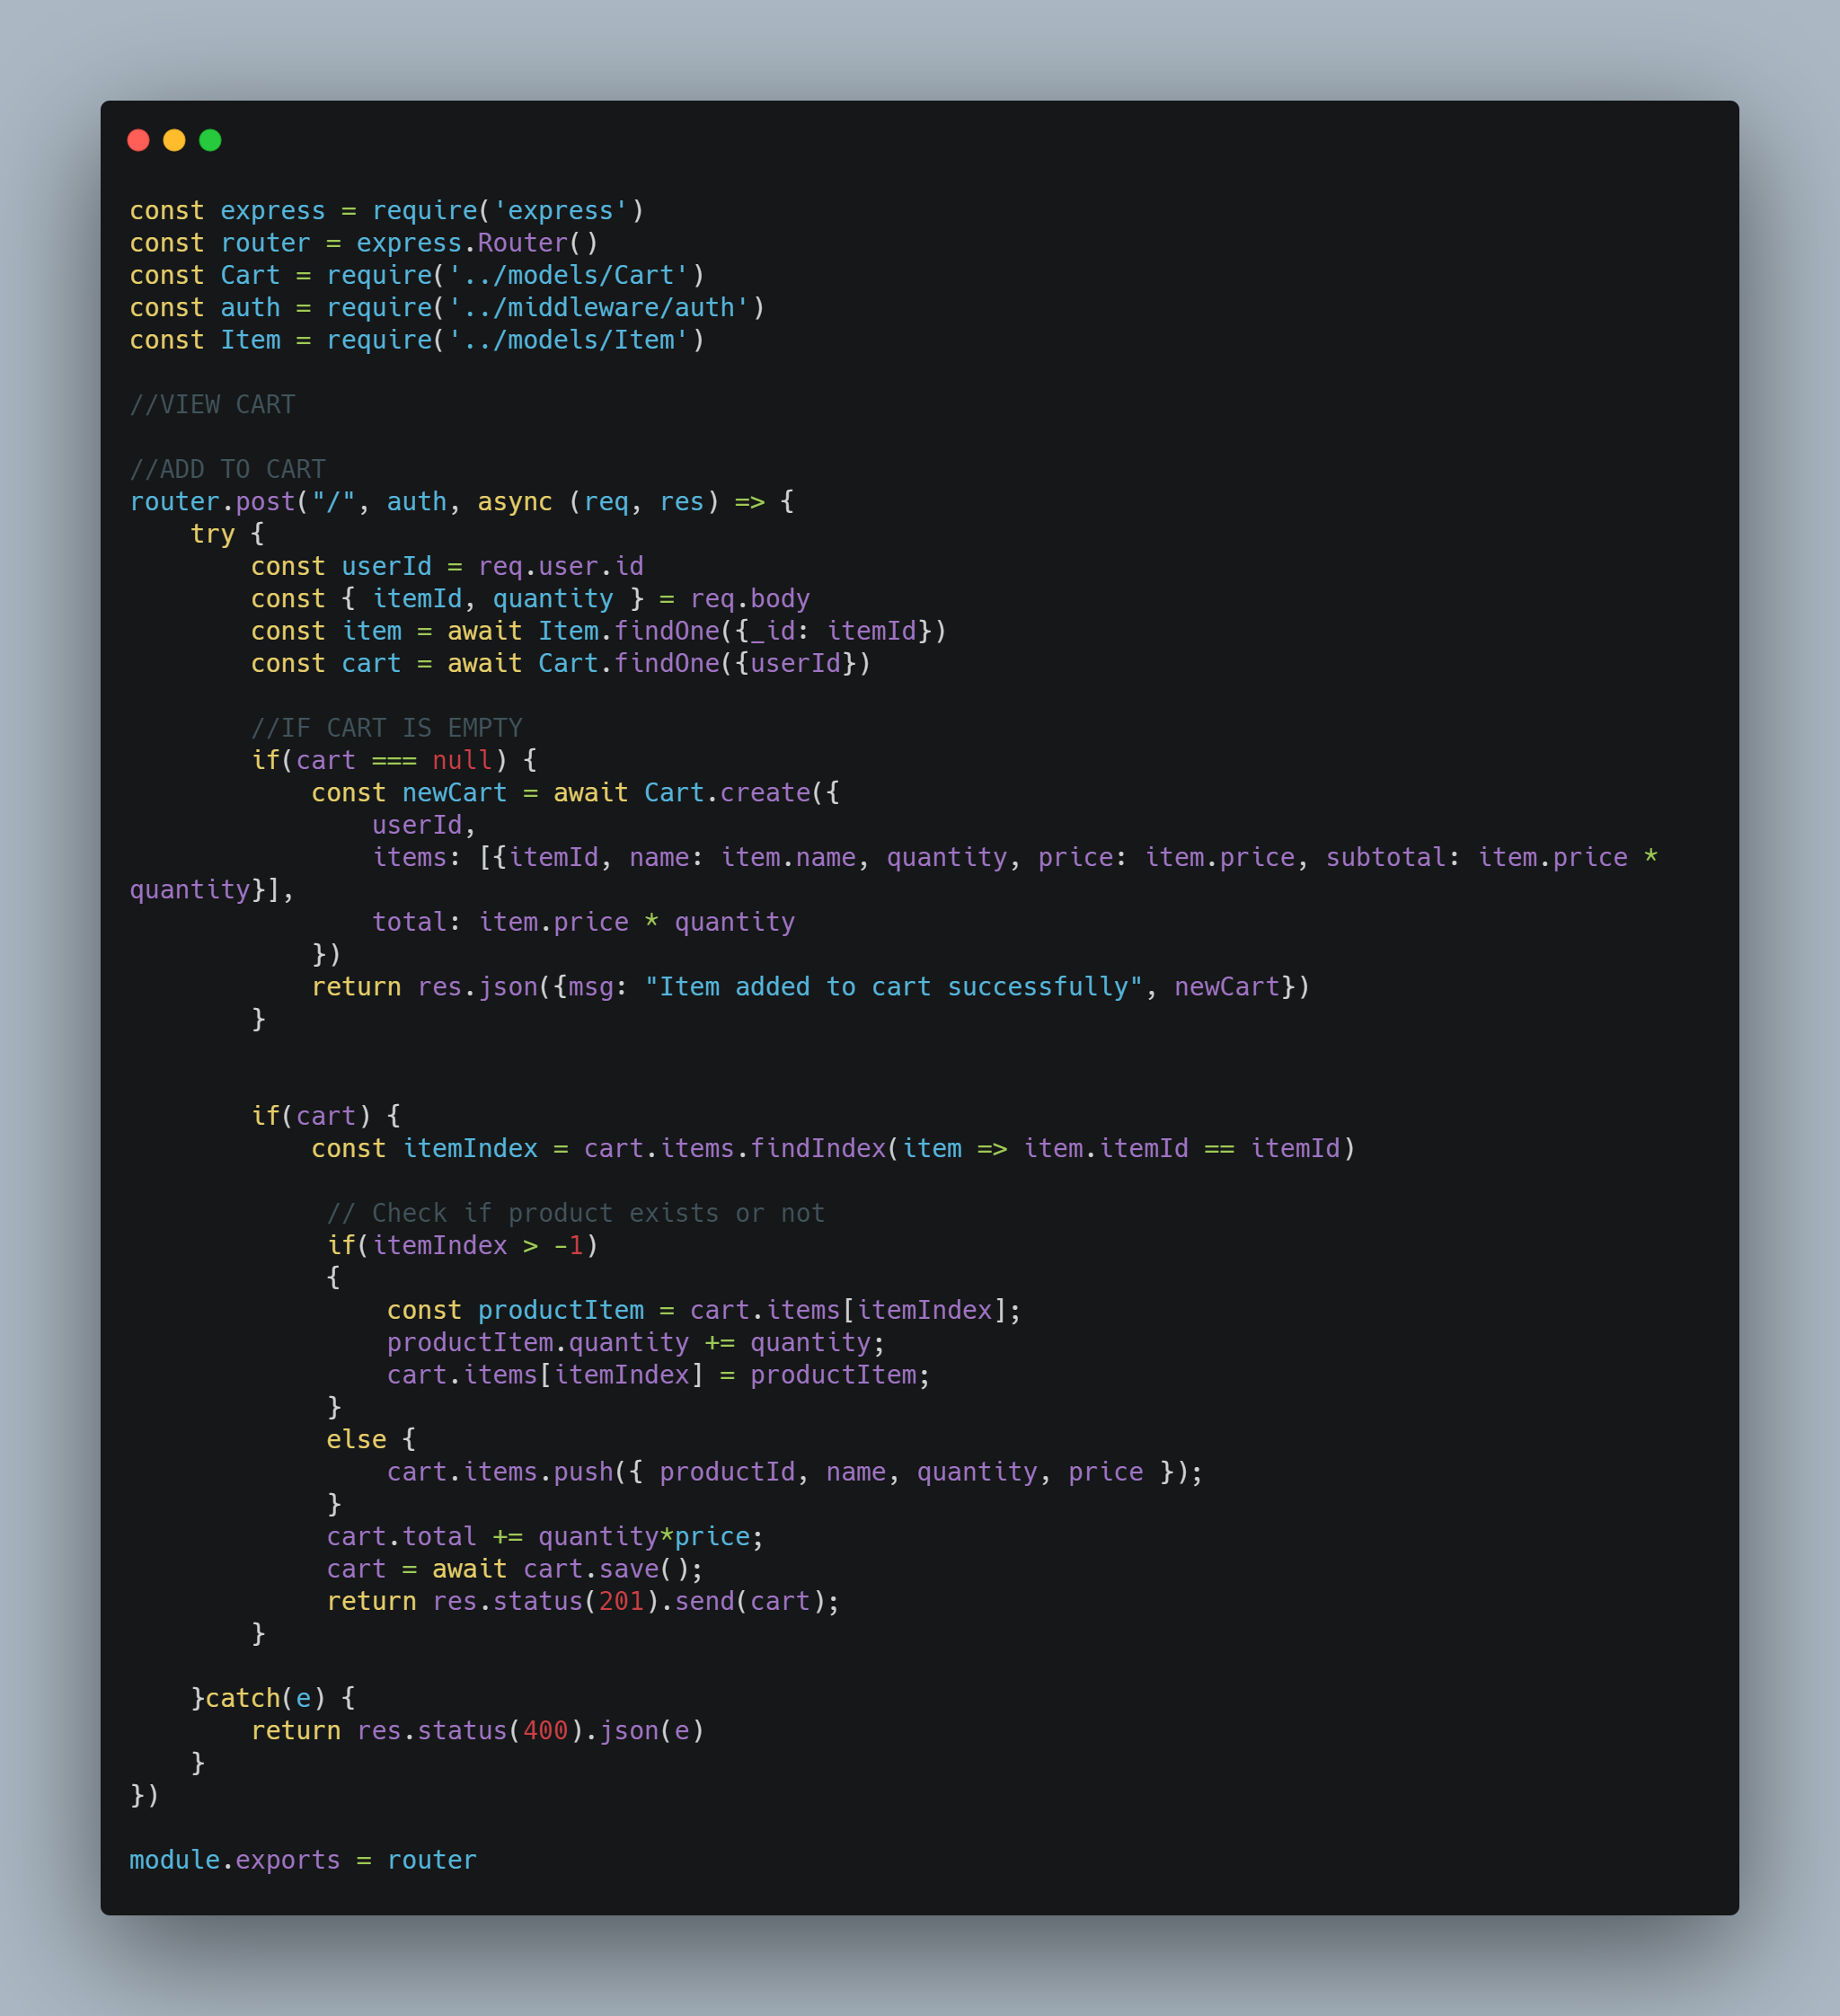 const express = require('express')
const router = express.Router()
const Cart = require('../models/Cart')
const auth = require('../middleware/auth')
const Item = require('../models/Item')

//VIEW CART

//ADD TO CART
router.post("/", auth, async (req, res) => {
    try {
        const userId = req.user.id
        const { itemId, quantity } = req.body
        const item = await Item.findOne({_id: itemId})
        const cart = await Cart.findOne({userId})

        //IF CART IS EMPTY
        if(cart === null) {
            const newCart = await Cart.create({
                userId,
                items: [{itemId, name: item.name, quantity, price: item.price, subtotal: item.price *
quantity}],
                total: item.price * quantity
            })
            return res.json({msg: "Item added to cart successfully", newCart})
        }


        if(cart) {
            const itemIndex = cart.items.findIndex(item => item.itemId == itemId)

             // Check if product exists or not
             if(itemIndex > -1)
             {
                 const productItem = cart.items[itemIndex];
                 productItem.quantity += quantity;
                 cart.items[itemIndex] = productItem;
             }
             else {
                 cart.items.push({ productId, name, quantity, price });
             }
             cart.total += quantity*price;
             cart = await cart.save();
             return res.status(201).send(cart);
        }

    }catch(e) {
        return res.status(400).json(e)
    }
})

module.exports = router